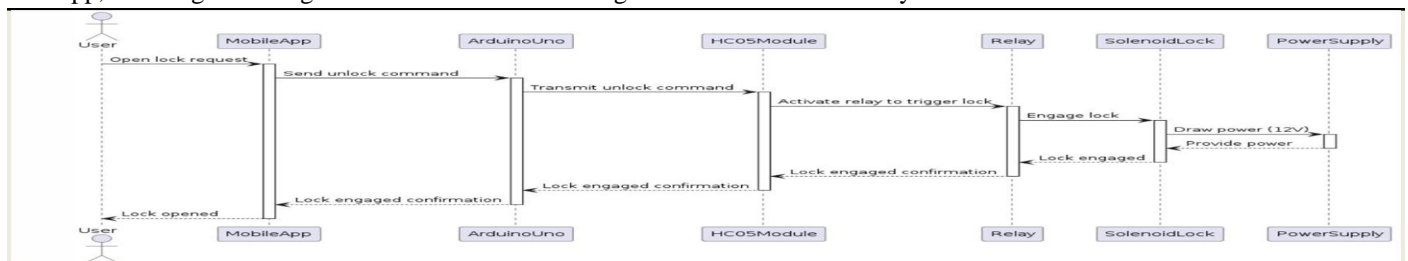 User MobileApp ArduinoUno HC05Module Relay SolenoidLock PowerSupply
Open lock request
Send unlock command
Transmit unlock command
Activate relay to trigger lock
Engage lock
Draw power (12V)
Provide power
Lock engaged
Lock engaged confirmation
Lock engaged confirmation
Lock engaged confirmation
Lock opened
User MobileApp ArduinoUno HC05Module Relay SolenoidLock PowerSupply